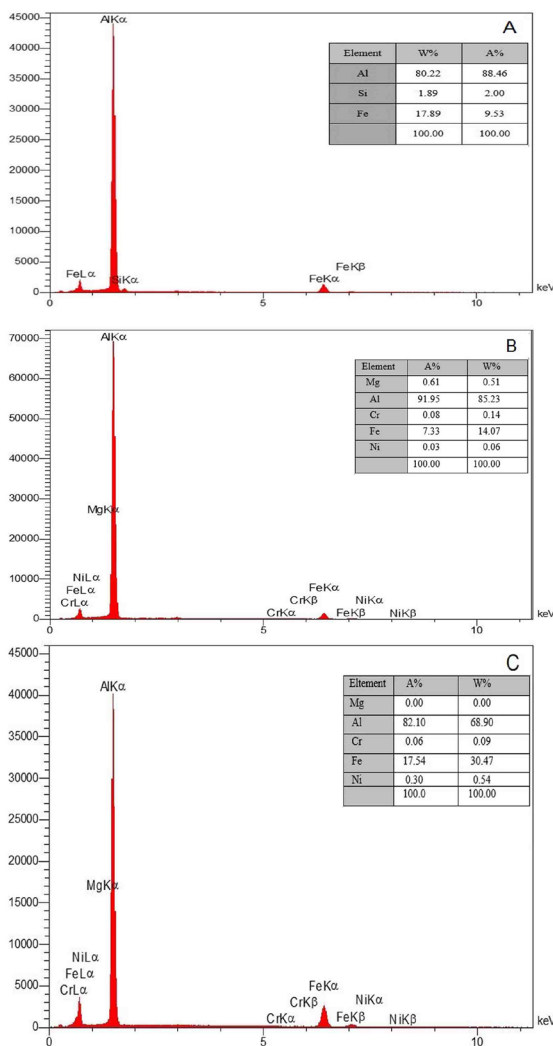 AlKα
A
45000
40000
35000
30000
25000
20000
15000
10000
5000
0
Element W% A%
Al 80.22 88.46
Si 1.89 2.00
Fe 17.89 9.53
100.00 100.00
FeLα
SiKα
FeKβ
FeKα
0 5 10 keV
AlKα
B
70000
60000
50000
40000
30000
20000
10000
0
Element A% W%
Mg 0.61 0.51
Al 91.95 85.23
Cr 0.08 0.14
Fe 7.33 14.07
Ni 0.03 0.06
100.00 100.00
MgKα
NiLα
FeLα
CrLα
FeKα
CrKβ NiKα
CrKα FeKβ NiKβ
0 5 10 keV
AlKα
C
45000
40000
35000
30000
25000
20000
15000
10000
5000
0
Eltement A% W%
Mg 0.00 0.00
Al 82.10 68.90
Cr 0.06 0.09
Fe 17.54 30.47
Ni 0.30 0.54
100.0 100.00
MgKα
NiLα
FeLα
CrLα
FeKα
CrKβ NiKα
CrKα FeKβ NiKβ
0 5 10 keV